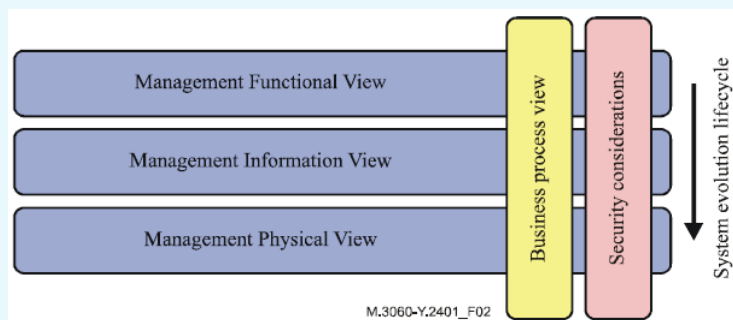 Management Functional View
Management Information View
Management Physical View
Business process view
Security considerations
System evolution lifecycle
M.3060-Y.2401_F02